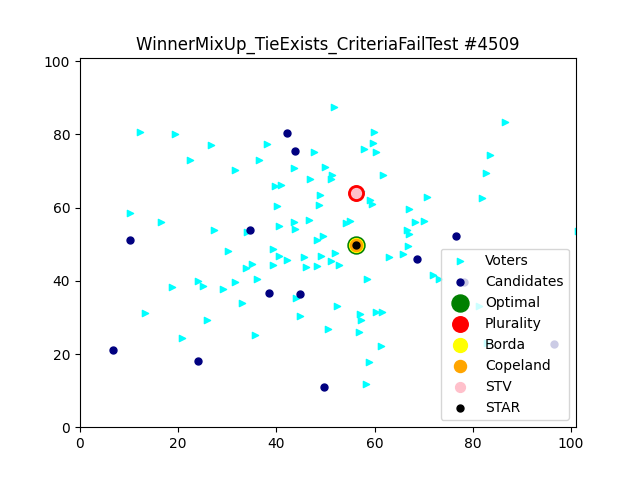 WinnerMixUp_TieExists_CriteriaFailTest #4509
100
80
60
40
20
0
0 20 40 60 80 100
Voters
Candidates
Optimal
Plurality
Borda
Copeland
STV
STAR